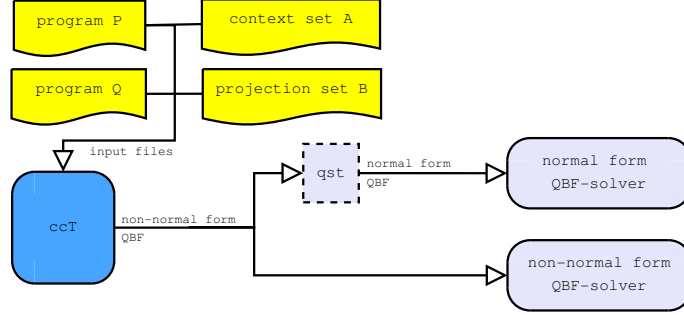 program P
context set A
program Q
projection set B
input files
ccT
non-normal form
QBF
qst
normal form
QBF
normal form
QBF-solver
non-normal form
QBF-solver